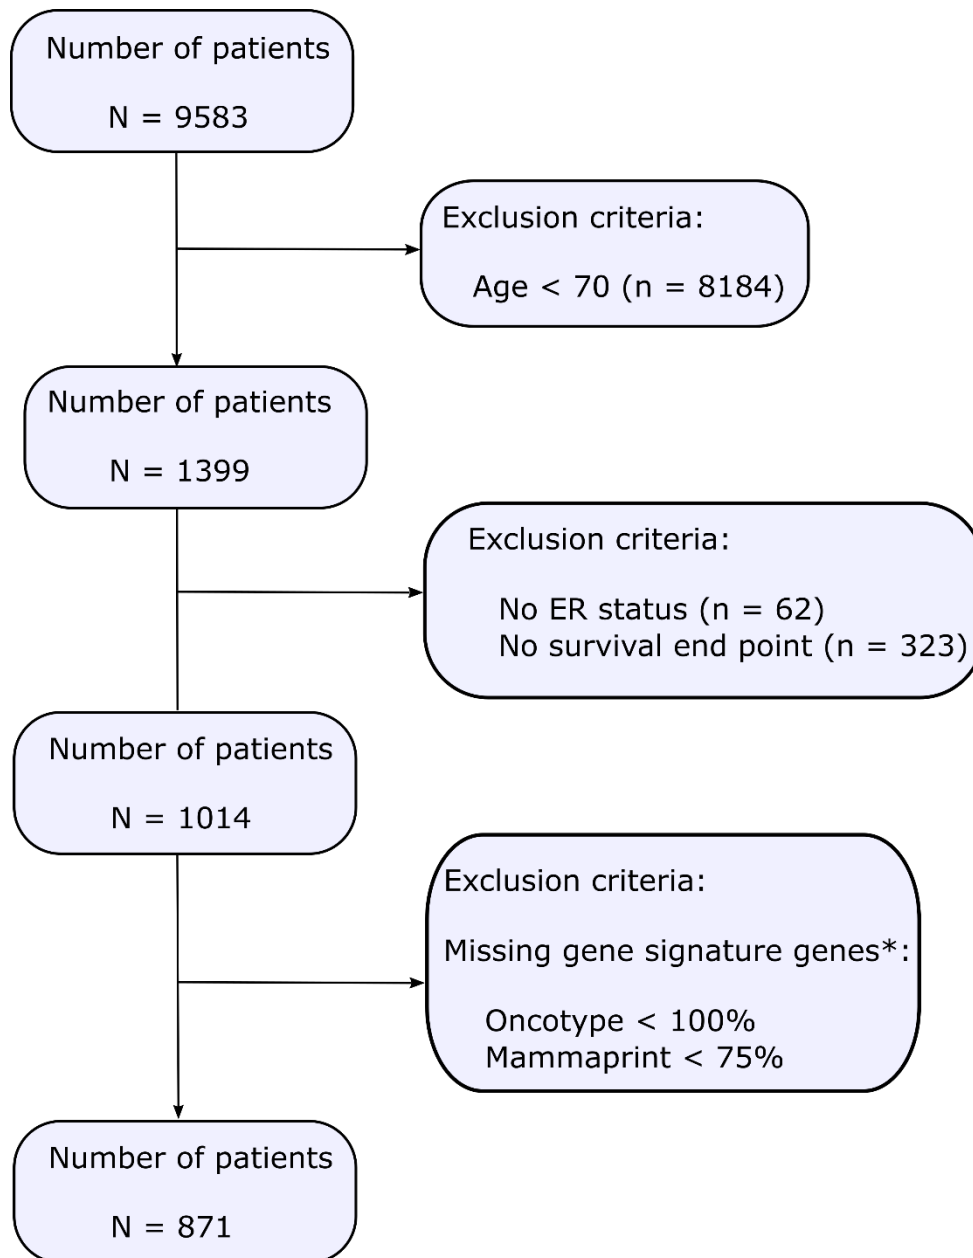 Number of patients
N = 9583
Exclusion criteria:
Age < 70 (n = 8184)
Number of patients
N = 1399
Exclusion criteria:
No ER status (n = 62)
No survival end point (n = 323)
Number of patients
N = 1014
Exclusion criteria:
Missing gene signature genes*:
Oncotype < 100%
Mammaprint < 75%
Number of patients
N = 871